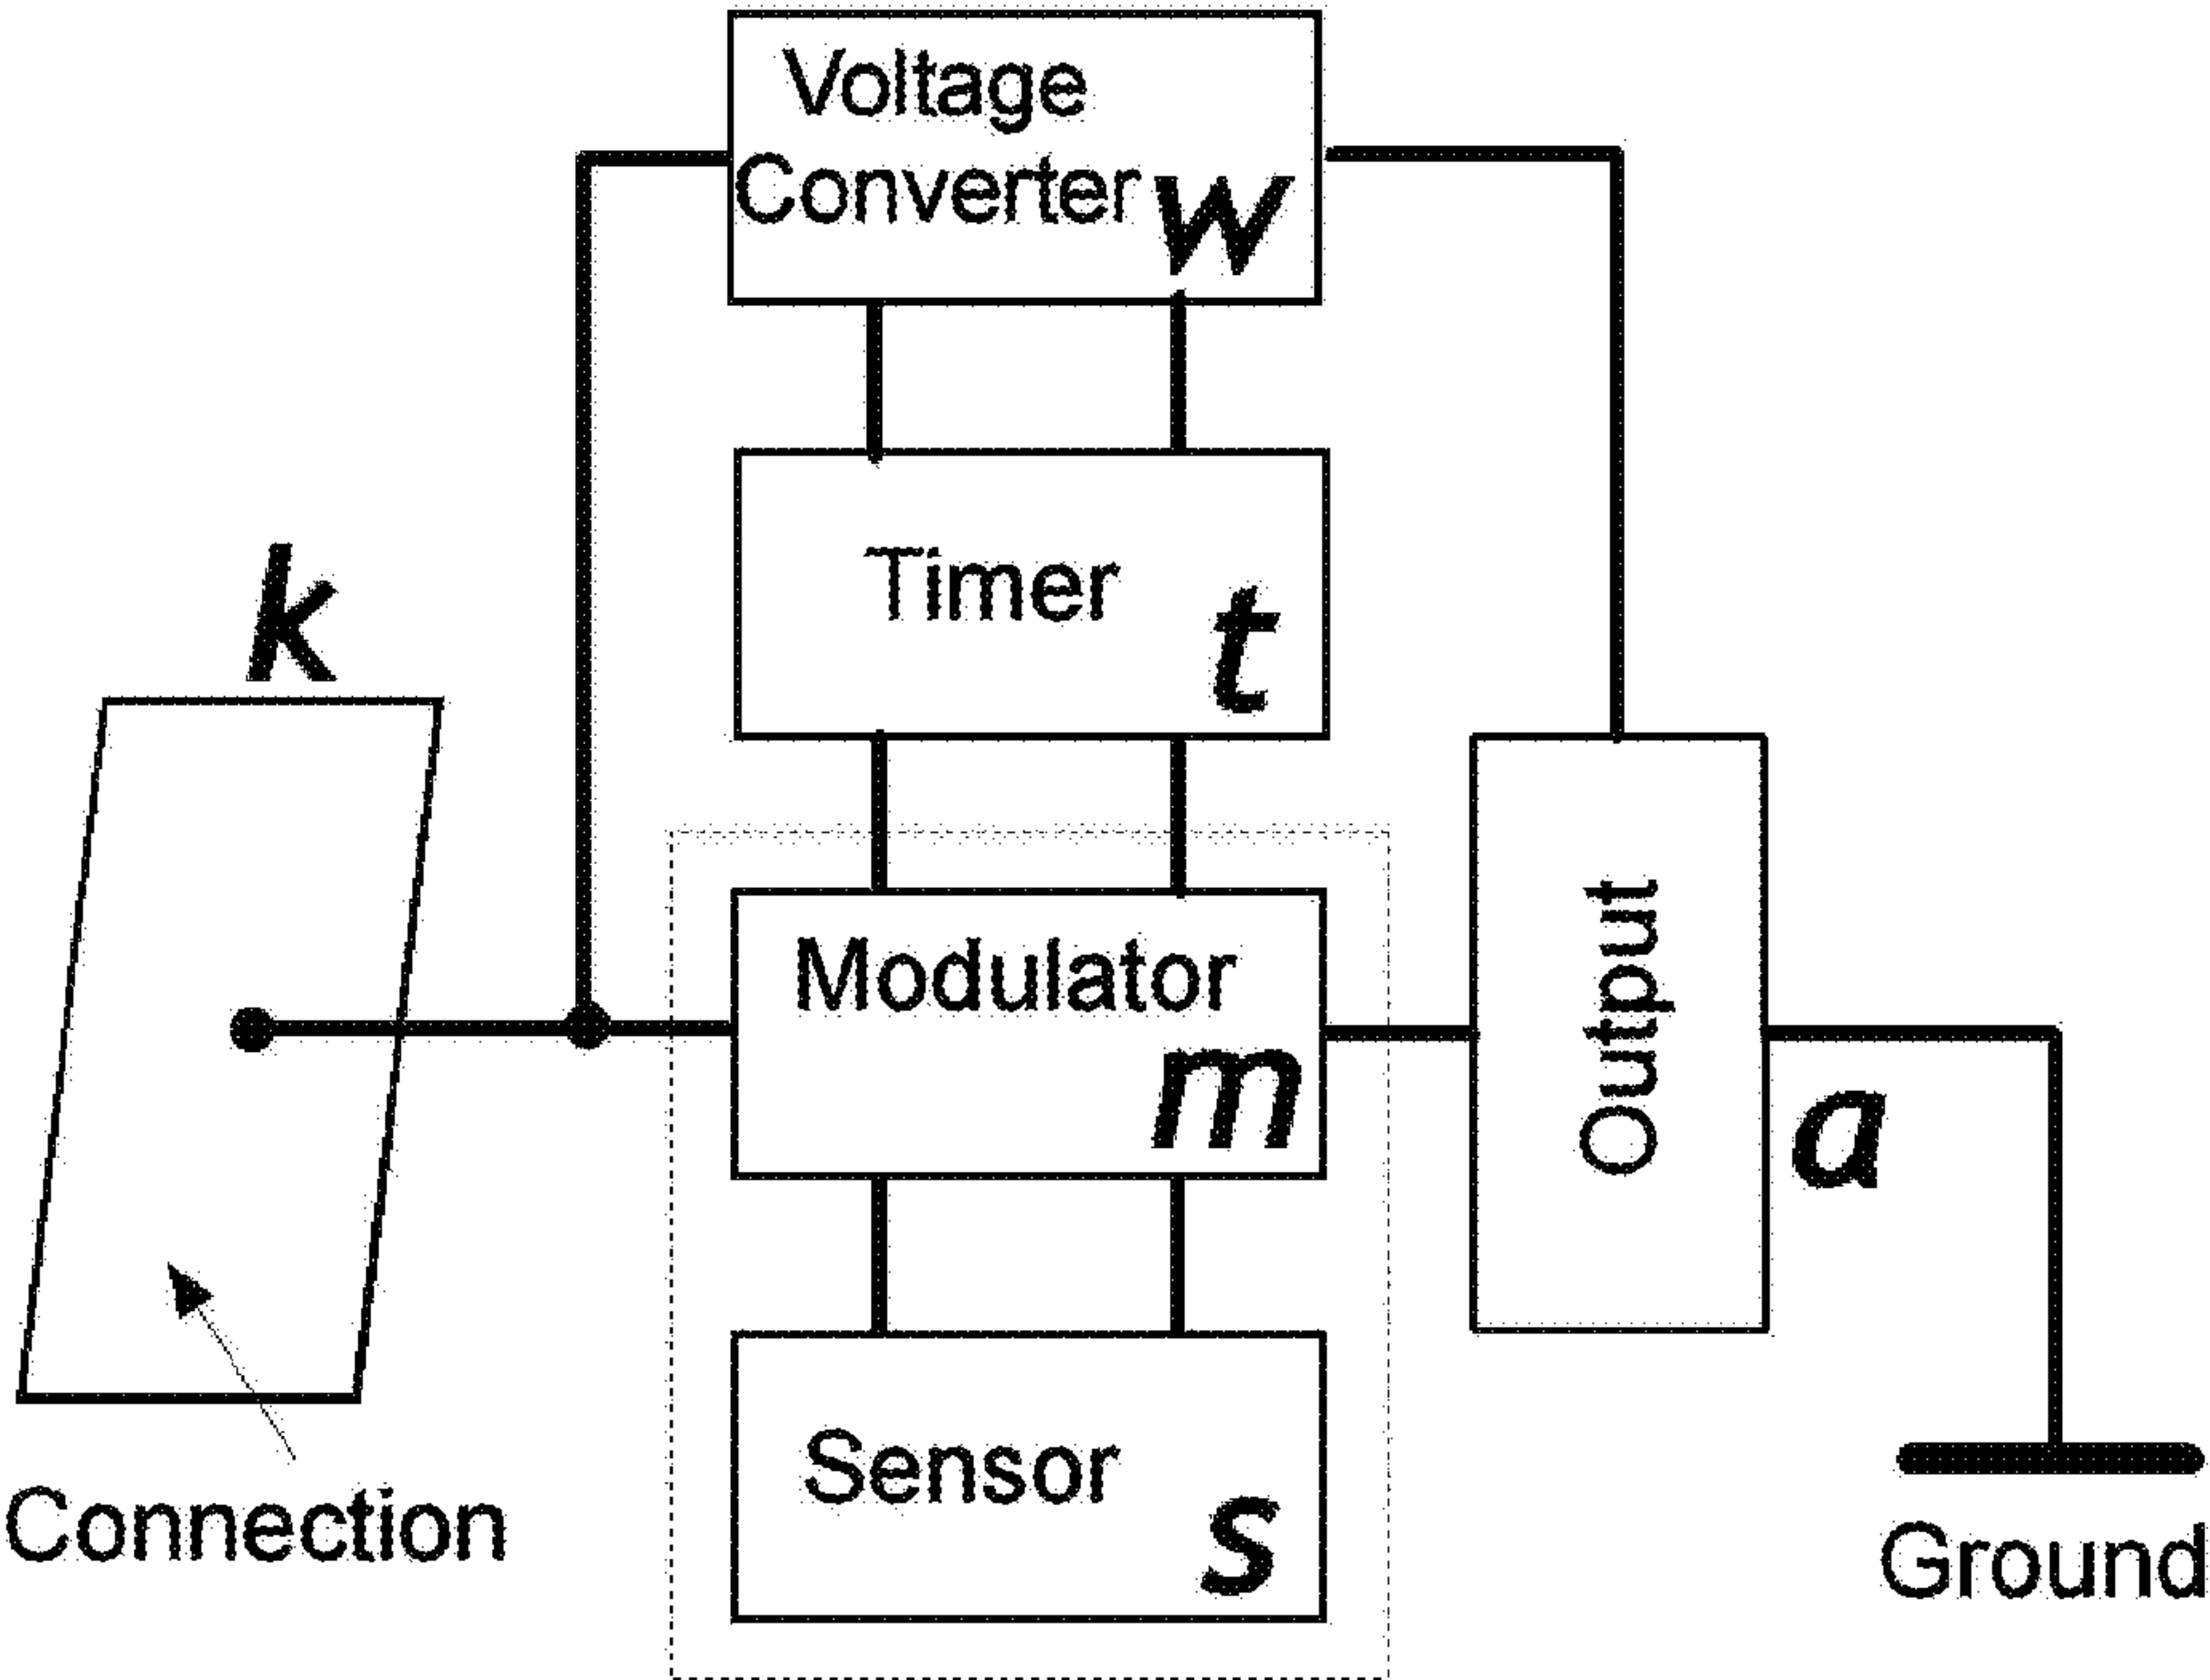 Voltage
Converter w
Timer t
k
Modulator
m
Output
a
Sensor
s
Connection
Ground